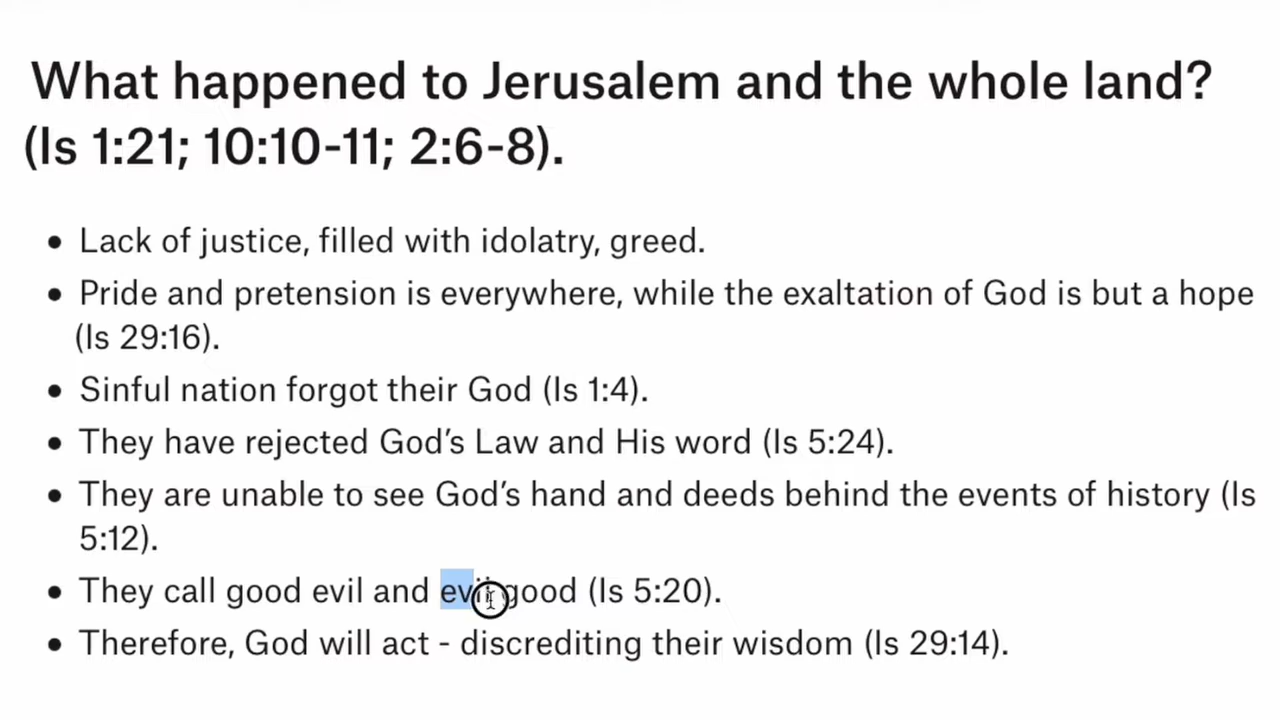 What happened to Jerusalem and the whole land?
(Is 1:21; 10:10-11; 2:6-8).
• Lack of justice, filled with idolatry, greed.
• Pride and pretension is everywhere, while the exaltation of God is but a hope
(Is 29:16).
• Sinful nation forgot their God (Is 1:4).
• They have rejected God’s Law and His word (Is 5:24).
• They are unable to see God’s hand and deeds behind the events of history (Is
5:12).
• They call good evil and evil good (Is 5:20).
• Therefore, God will act - discrediting their wisdom (Is 29:14).